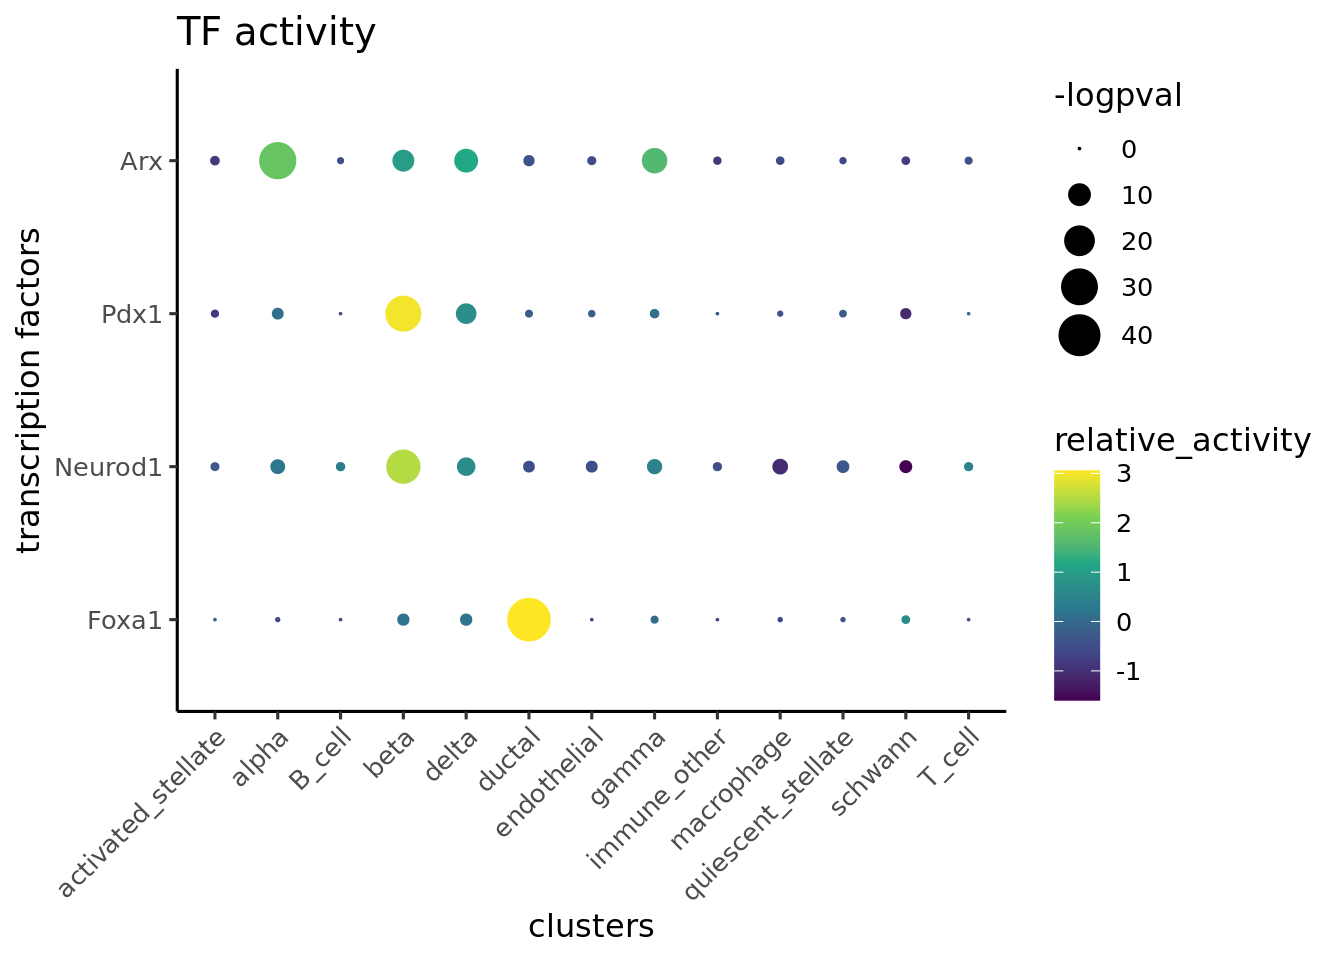 TF activity
transcription factors
Arx
Pdx1
Neurod1
Foxa1
activated_stellate
alpha
B_cell
beta
delta
ductal
endothelial
gamma
immune_other
macrophage
quiescent_stellate
schwann
T_cell
clusters
-logpval
0
10
20
30
40
relative_activity
3
2
1
0
-1